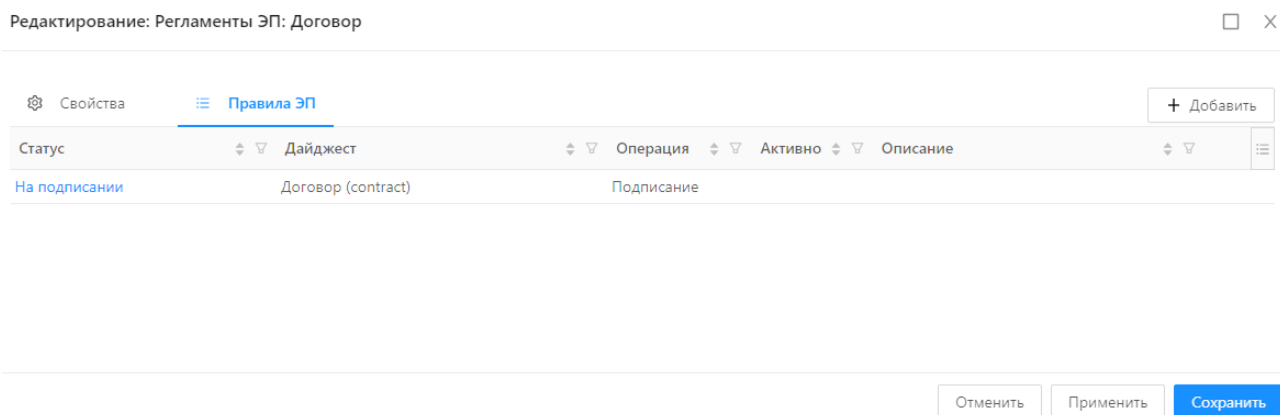 Редактирование: Регламенты ЭП: Договор
Свойства Правила ЭП Добавить
Статус Дайджест Операция Активно Описание
На подписании Договор (contract) Подписание
Отменить Применить Сохранить